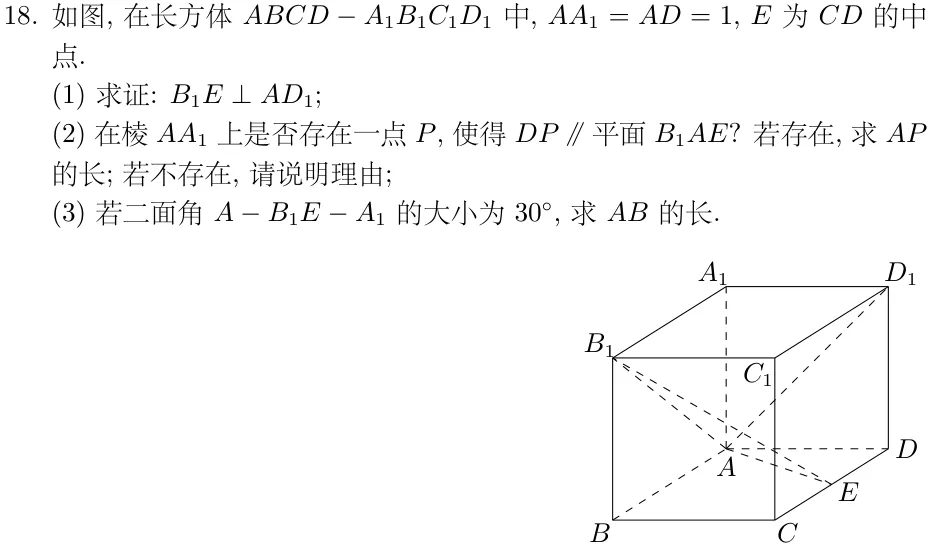 18. 如图, 在长方体 ABCD − A₁B₁C₁D₁ 中, AA₁ = AD = 1, E 为 CD 的中
点.
(1) 求证: B₁E ⊥ AD₁;
(2) 在棱 AA₁ 上是否存在一点 P, 使得 DP ∥ 平面 B₁AE? 若存在, 求 AP
的长; 若不存在, 请说明理由;
(3) 若二面角 A − B₁E − A₁ 的大小为 30°, 求 AB 的长.
A₁
D₁
B₁
C₁
A
D
E
B
C